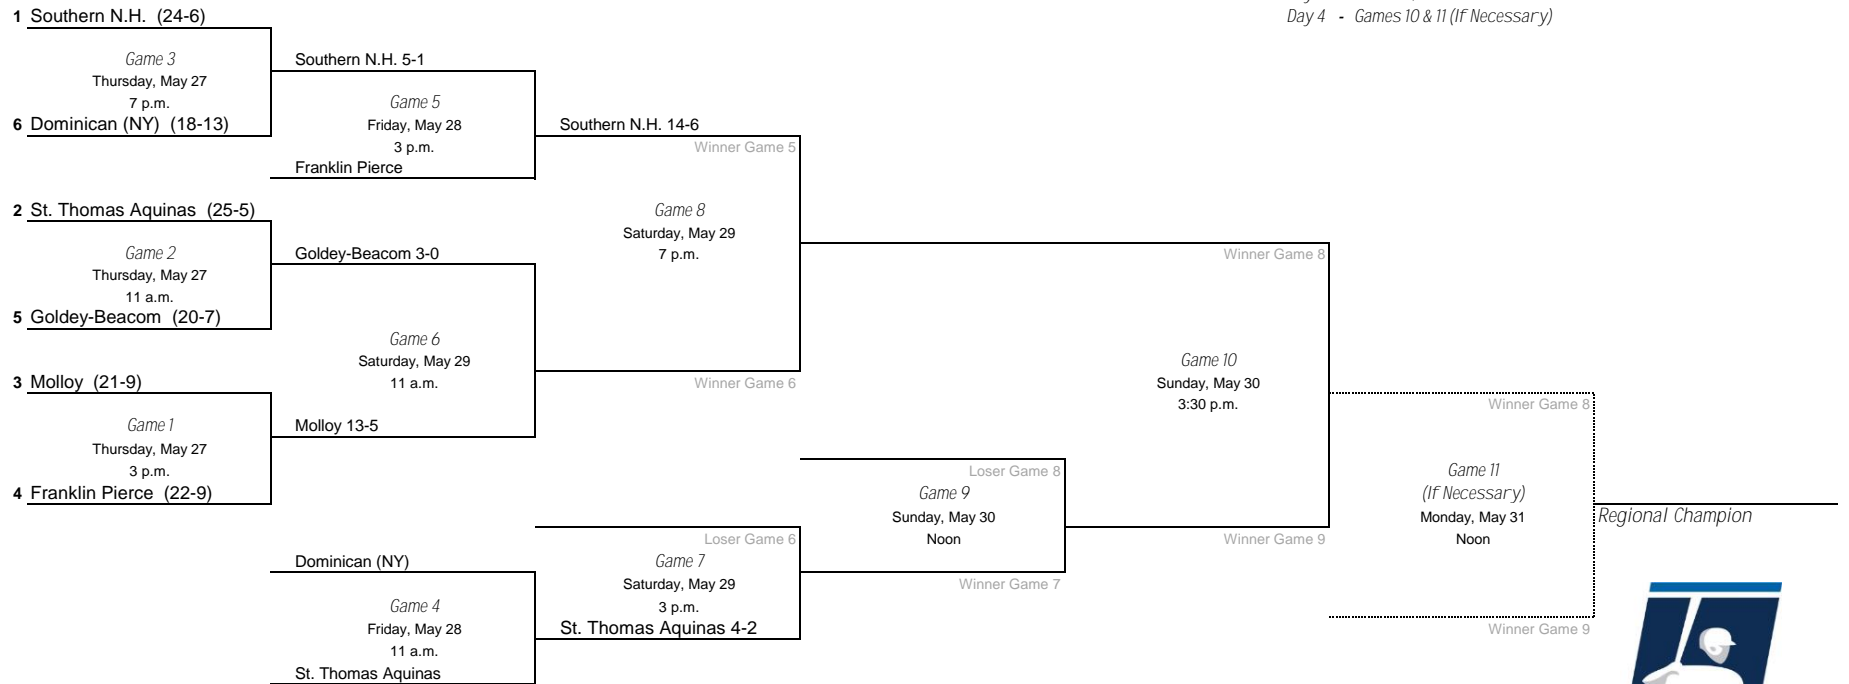 1 Southern N.H. (24-6)
Day 4 - Games 10 & 11 (If Necessary)
Game 3
Thursday, May 27
7 p.m.
6 Dominican (NY) (18-13)
Southern N.H. 5-1
Game 5
Friday, May 28
3 p.m.
Franklin Pierce
Southern N.H. 14-6
Winner Game 5
2 St. Thomas Aquinas (25-5)
Game 2
Thursday, May 27
11 a.m.
5 Goldey-Beacom (20-7)
Goldey-Beacom 3-0
Game 8
Saturday, May 29
7 p.m.
Winner Game 8
Game 6
Saturday, May 29
11 a.m.
Winner Game 6
3 Molloy (21-9)
Game 1
Thursday, May 27
3 p.m.
4 Franklin Pierce (22-9)
Molloy 13-5
Game 10
Sunday, May 30
3:30 p.m.
Winner Game 8
Loser Game 8
Game 9
Sunday, May 30
Noon
Winner Game 7
Winner Game 9
Game 11
(If Necessary)
Monday, May 31
Noon
Regional Champion
Winner Game 9
Loser Game 6
Game 7
Saturday, May 29
3 p.m.
St. Thomas Aquinas 4-2
Dominican (NY)
Game 4
Friday, May 28
11 a.m.
St. Thomas Aquinas